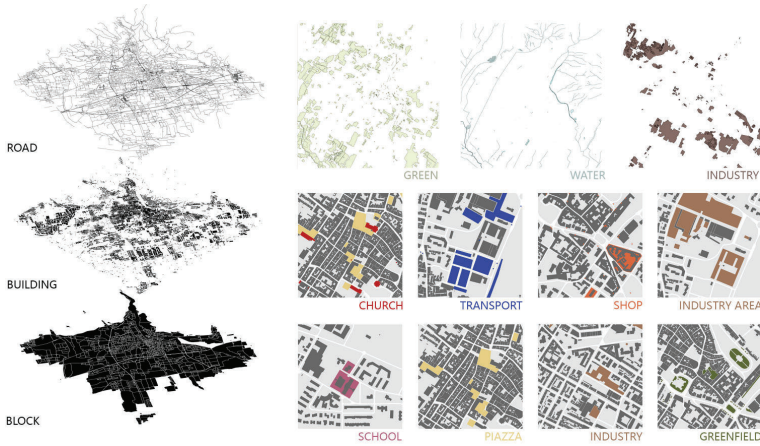 ROAD
BUILDING
BLOCK
GREEN
WATER
INDUSTRY
CHURCH
TRANSPORT
SHOP
INDUSTRY AREA
SCHOOL
PIAZZA
INDUSTRY
GREENFIELD